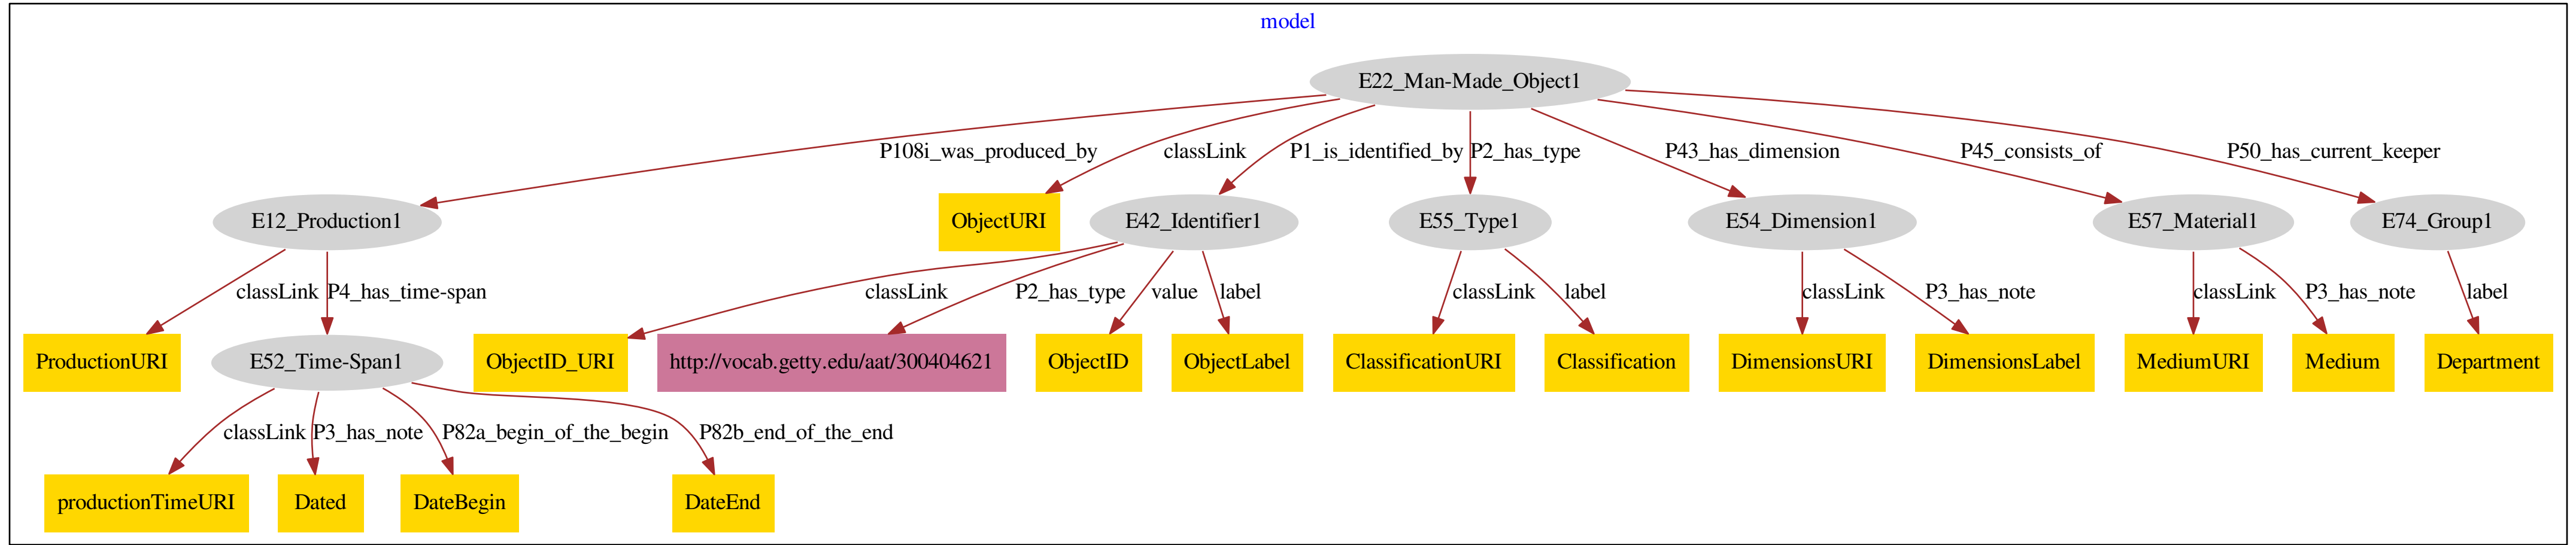 model
E22_Man-Made_Object1
P108i_was_produced_by
classLink
P1_is_identified_by
P2_has_type
P43_has_dimension
P45_consists_of
P50_has_current_keeper
E12_Production1
ObjectURI
E42_Identifier1
E55_Type1
E54_Dimension1
E57_Material1
E74_Group1
classLink
P4_has_time-span
classLink
P2_has_type
value
label
classLink
label
classLink
P3_has_note
classLink
P3_has_note
label
ProductionURI
E52_Time-Span1
ObjectID_URI
http://vocab.getty.edu/aat/300404621
ObjectID
ObjectLabel
ClassificationURI
Classification
DimensionsURI
DimensionsLabel
MediumURI
Medium
Department
classLink
P3_has_note
P82a_begin_of_the_begin
P82b_end_of_the_end
productionTimeURI
Dated
DateBegin
DateEnd